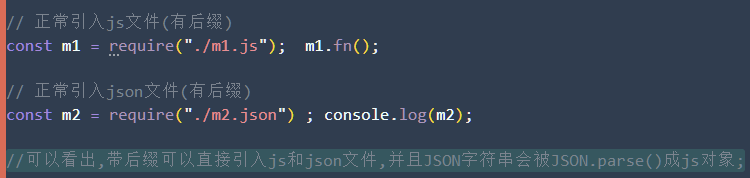 // 正常引入js文件(有后缀)
const m1 = require("./m1.js");  m1.fn();
// 正常引入json文件(有后缀)
const m2 = require("./m2.json") ; console.log(m2);
//可以看出,带后缀可以直接引入js和json文件,并且JSON字符串会被JSON.parse()成js对象;